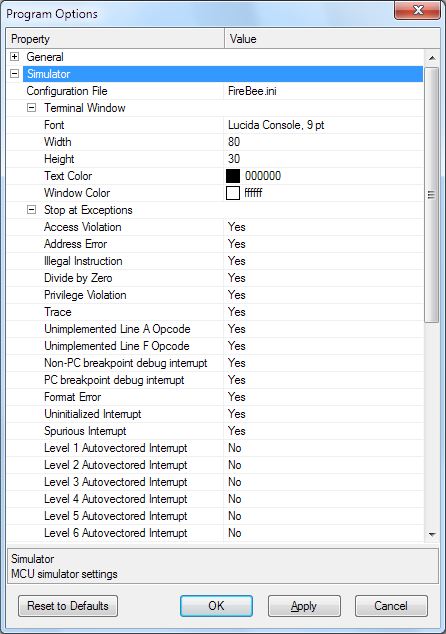 Program Options
Property Value
General
Simulator
Configuration File FireBee.ini
Terminal Window
Font Lucida Console, 9 pt
Width 80
Height 30
Text Color 000000
Window Color ffffff
Stop at Exceptions
Access Violation Yes
Address Error Yes
Illegal Instruction Yes
Divide by Zero Yes
Privilege Violation Yes
Trace Yes
Unimplemented Line A Opcode Yes
Unimplemented Line F Opcode Yes
Non-PC breakpoint debug interrupt Yes
PC breakpoint debug interrupt Yes
Format Error Yes
Uninitialized Interrupt Yes
Spurious Interrupt Yes
Level 1 Autovectored Interrupt No
Level 2 Autovectored Interrupt No
Level 3 Autovectored Interrupt No
Level 4 Autovectored Interrupt No
Level 5 Autovectored Interrupt No
Level 6 Autovectored Interrupt No
Simulator
MCU simulator settings
Reset to Defaults OK Apply Cancel